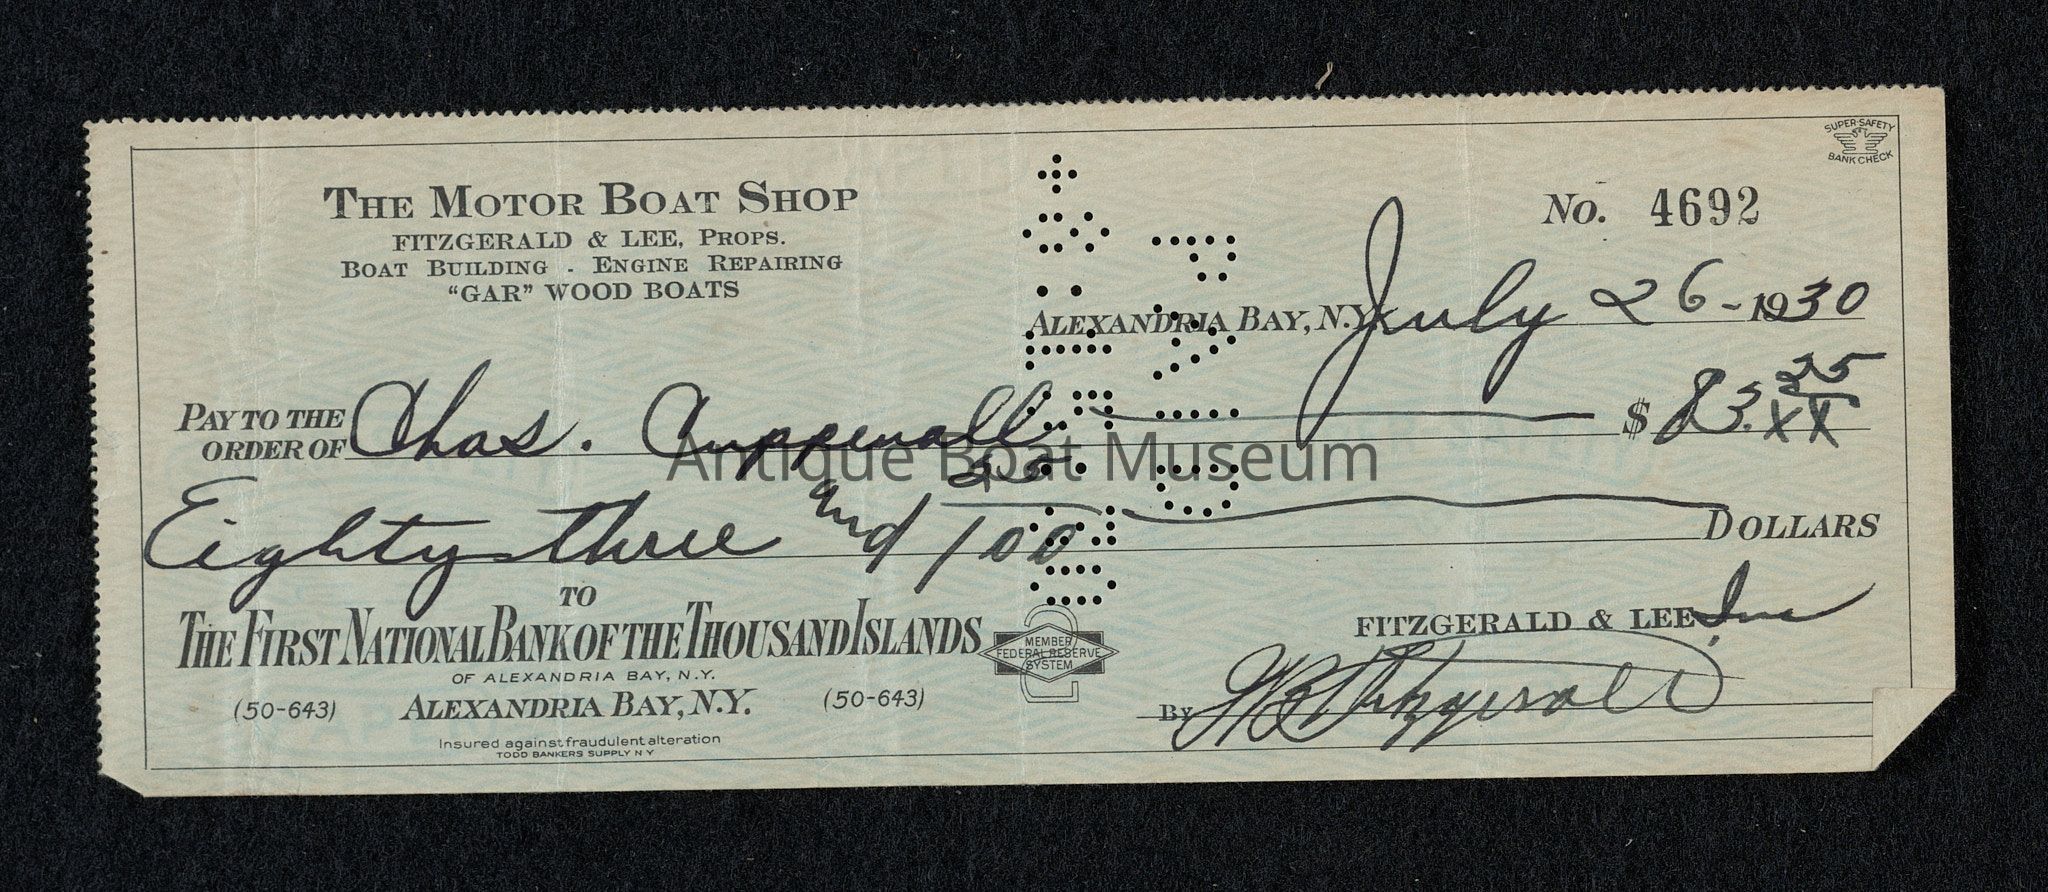 SUPER-SAFETY
BANK CHECK
THE MOTOR BOAT SHOP
FITZGERALD & LEE, PROPS.
BOAT BUILDING - ENGINE REPAIRING
"GAR" WOOD BOATS
No. 4692
ALEXANDRIA BAY, N.Y. July 26-1930
PAY TO THE ORDER OF Chas. Cuppernall $ 83.25/XX
Eighty three and 25/100 DOLLARS
TO
THE FIRST NATIONAL BANK OF THE THOUSAND ISLANDS
OF ALEXANDRIA BAY, N.Y.
(50-643) ALEXANDRIA BAY, N.Y. (50-643)
Insured against fraudulent alteration
TODD BANKERS SUPPLY N Y
MEMBER
FEDERAL RESERVE
SYSTEM
FITZGERALD & LEE Inc
By Fitzgerald
Antique Boat Museum